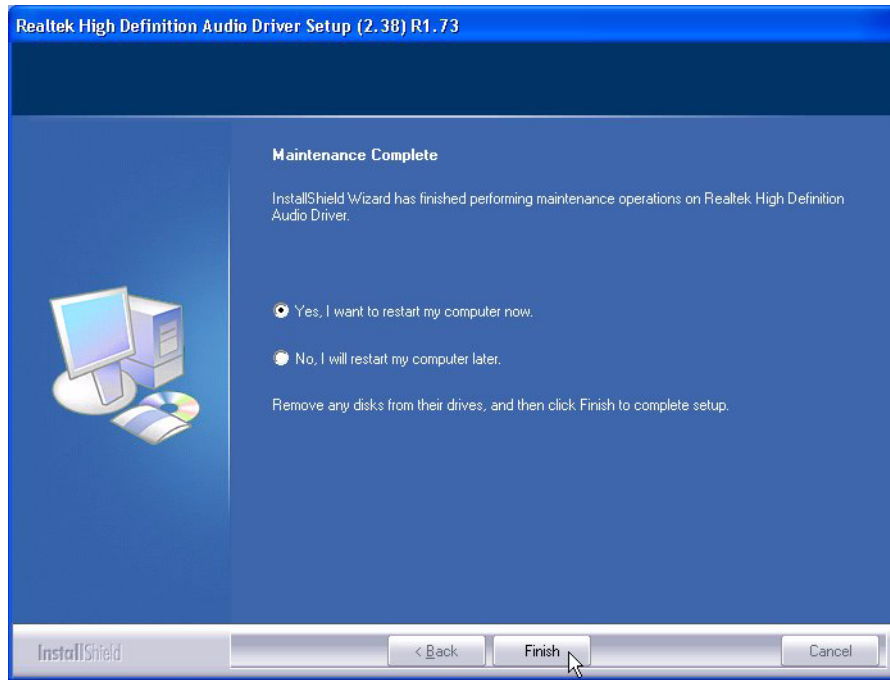 Realtek High Definition Audio Driver Setup (2.38) R1.73
Maintenance Complete
InstallShield Wizard has finished performing maintenance operations on Realtek High Definition
Audio Driver.
Yes, I want to restart my computer now.
No, I will restart my computer later.
Remove any disks from their drives, and then click Finish to complete setup.
InstallShield
< Back
Finish
Cancel